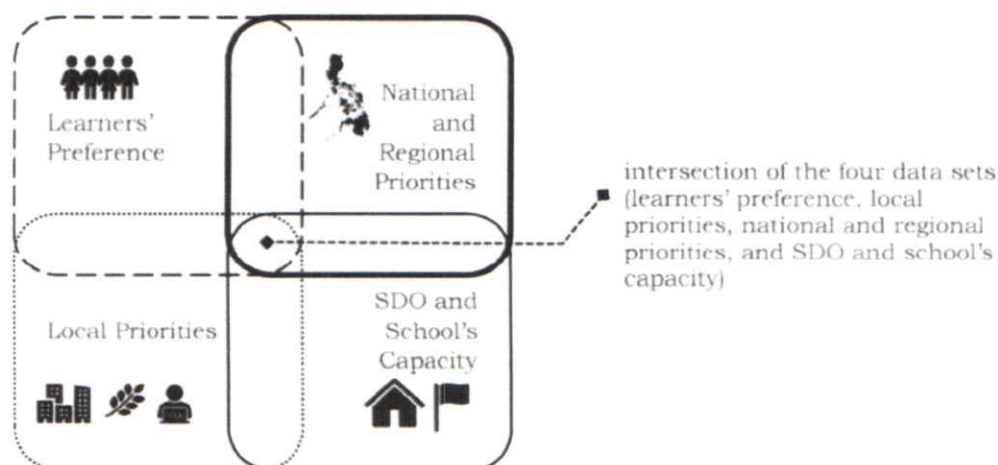 Learners'
Preference
National
and
Regional
Priorities
intersection of the four data sets
(learners' preference, local
priorities, national and regional
priorities, and SDO and school's
capacity)
Local Priorities
SDO and
School's
Capacity